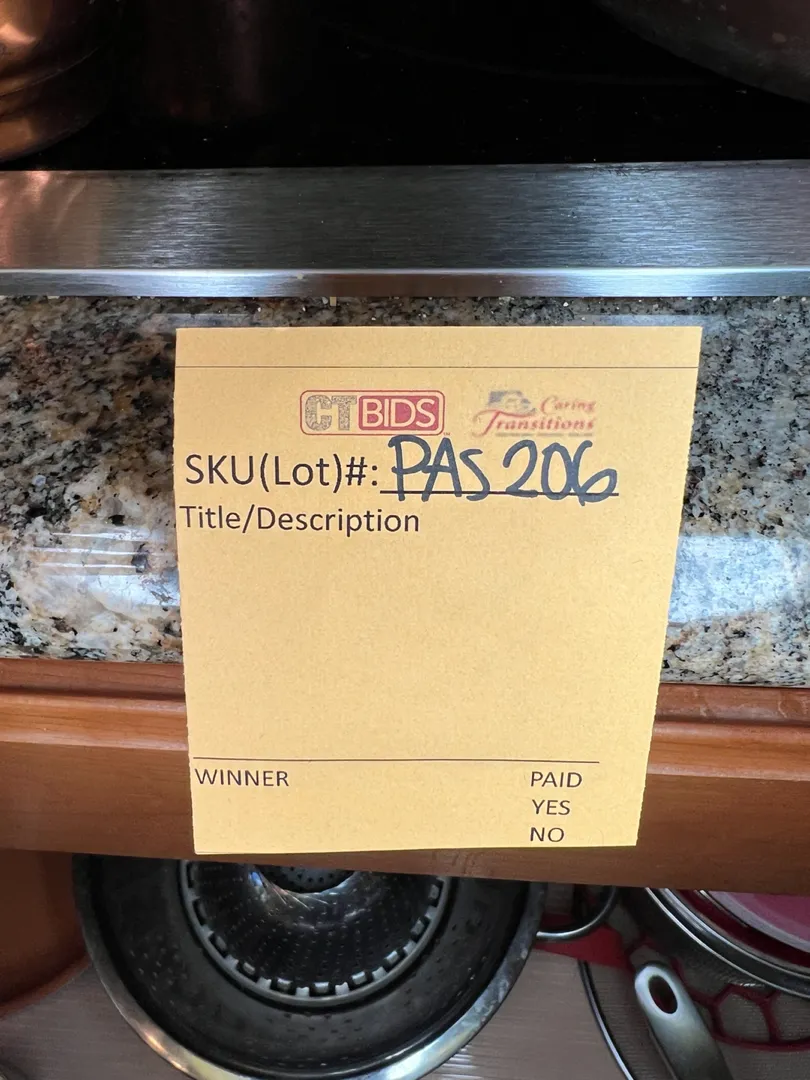 CTBIDS
Caring
Transitions
SKU(Lot)#: PAS 206
Title/Description
WINNER PAID
YES
NO